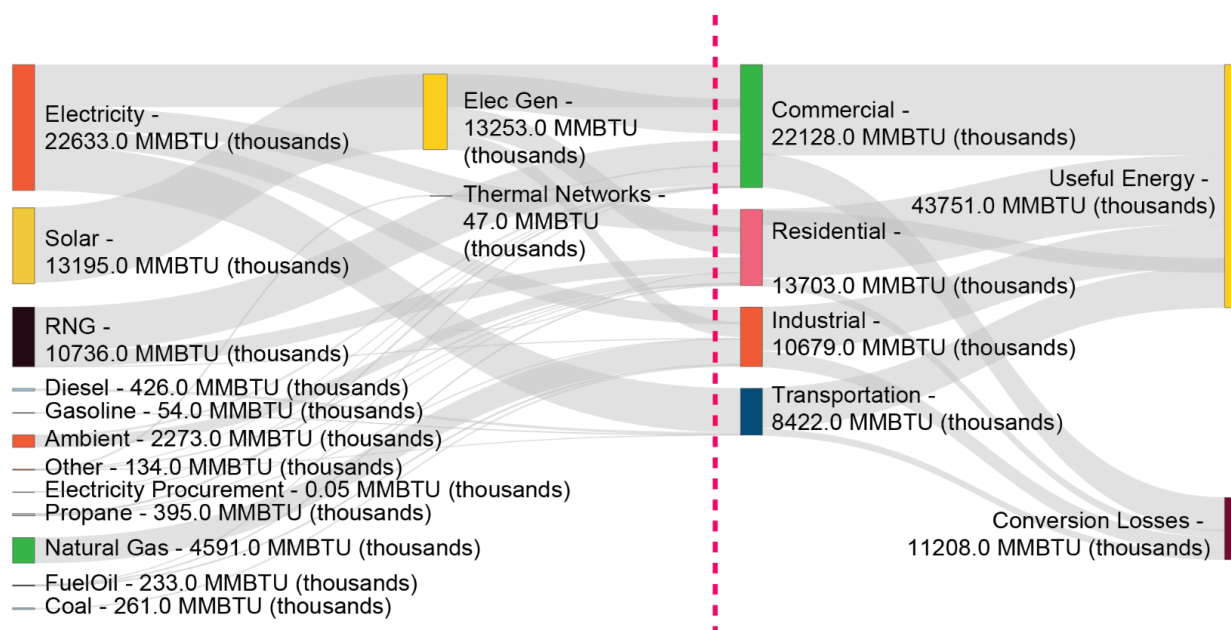 Electricity -
22633.0 MMBTU (thousands)
Solar -
13195.0 MMBTU (thousands)
RNG -
10736.0 MMBTU (thousands)
Diesel - 426.0 MMBTU (thousands)
Gasoline - 54.0 MMBTU (thousands)
Ambient - 2273.0 MMBTU (thousands)
Other - 134.0 MMBTU (thousands)
Electricity Procurement - 0.05 MMBTU (thousands)
Propane - 395.0 MMBTU (thousands)
Natural Gas - 4591.0 MMBTU (thousands)
FuelOil - 233.0 MMBTU (thousands)
Coal - 261.0 MMBTU (thousands)
Elec Gen -
13253.0 MMBTU
(thousands)
Thermal Networks -
47.0 MMBTU
(thousands)
Commercial -
22128.0 MMBTU (thousands)
Residential -
13703.0 MMBTU (thousands)
Industrial -
10679.0 MMBTU (thousands)
Transportation -
8422.0 MMBTU (thousands)
Useful Energy -
43751.0 MMBTU (thousands)
Conversion Losses -
11208.0 MMBTU (thousands)